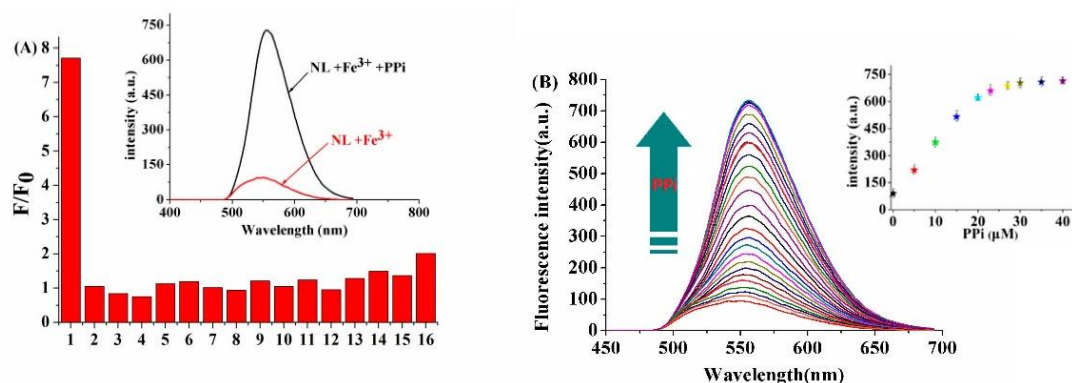 (A)
F/F0
8
7
6
5
4
3
2
1
0
1 2 3 4 5 6 7 8 9 10 11 12 13 14 15 16
intensity (a.u.)
750
600
450
300
150
0
NL +Fe3+ +PPi
NL +Fe3+
400 500 600 700 800
Wavelength (nm)
(B)
Fluorescence intensity(a.u.)
800
700
600
500
400
300
200
100
0
PPi
450 500 550 600 650 700
Wavelength(nm)
intensity (a.u.)
750
600
450
300
150
0
0 10 20 30 40
PPi (μM)